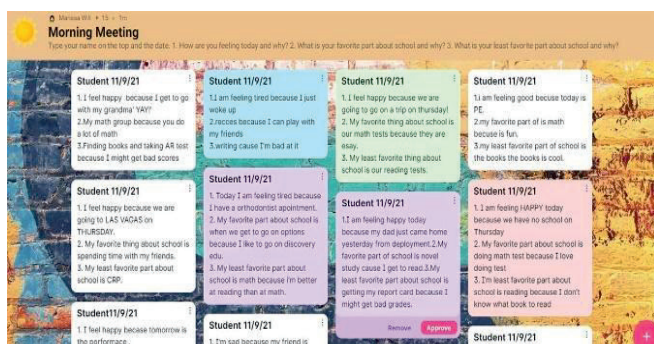 Marissa Will • 15 • 1m
Morning Meeting
Type your name on the top and the date. 1. How are you feeling today and why? 2. What is your favorite part about school and why? 3. What is your least favorite part about school and why?
Student 11/9/21
1. I feel happy because I get to go
with my grandma' YAY?
2.My math group because you do
a lot of math
3.Finding books and taking AR test
because I might get bad scores
Student 11/9/21
1. I feel happy because we are
going to LAS VAGAS on
THURSDAY.
2. My favorite thing about school is
spending time with my friends.
3. My least favorite part about
school is CRP.
Student11/9/21
1. I feel happy becase tomorrow is
the performace.
Student 11/9/21
1.I am feeling tired because I just
woke up
2.recces because I can play with
my friends
3.writing cause I'm bad at it
Student 11/9/21
1. Today I am feeling tired because
I have a orthodontist apointment.
2. My favorite part about school is
when we get to go on options
because I like to go on discovery
edu.
3. My least favorite part about
school is math because I'm better
at reading than at math.
Student 11/9/21
1. I'm sad because my friend is
Student 11/9/21
1. I feel happy because we are
going to go on a trip on thursday!
2. My favorite thing about school is
our math tests because they are
esay.
3. My least favorite thing about
school is our reading tests.
Student 11/9/21
1.I am feeling happy today
because my dad just came home
yesterday from deployment.2.My
favorite part of school is novel
study cause I get to read.3.My
least favorite part about school is
getting my report card because I
might get bad grades.
Remove Approve
Student 11/9/21
1.i am feeling good becuse today is
PE.
2.my favorite part of is math
becuse is fun.
3.my least favorite part of school is
the books the books is cool.
Student 11/9/21
1. I am feeling HAPPY today
because we have no school on
Thursday
2. My favorite part about school is
doing math test because I love
doing test
3. I'm least favorite part about
school is reading because I don't
know what book to read
Student 11/9/21